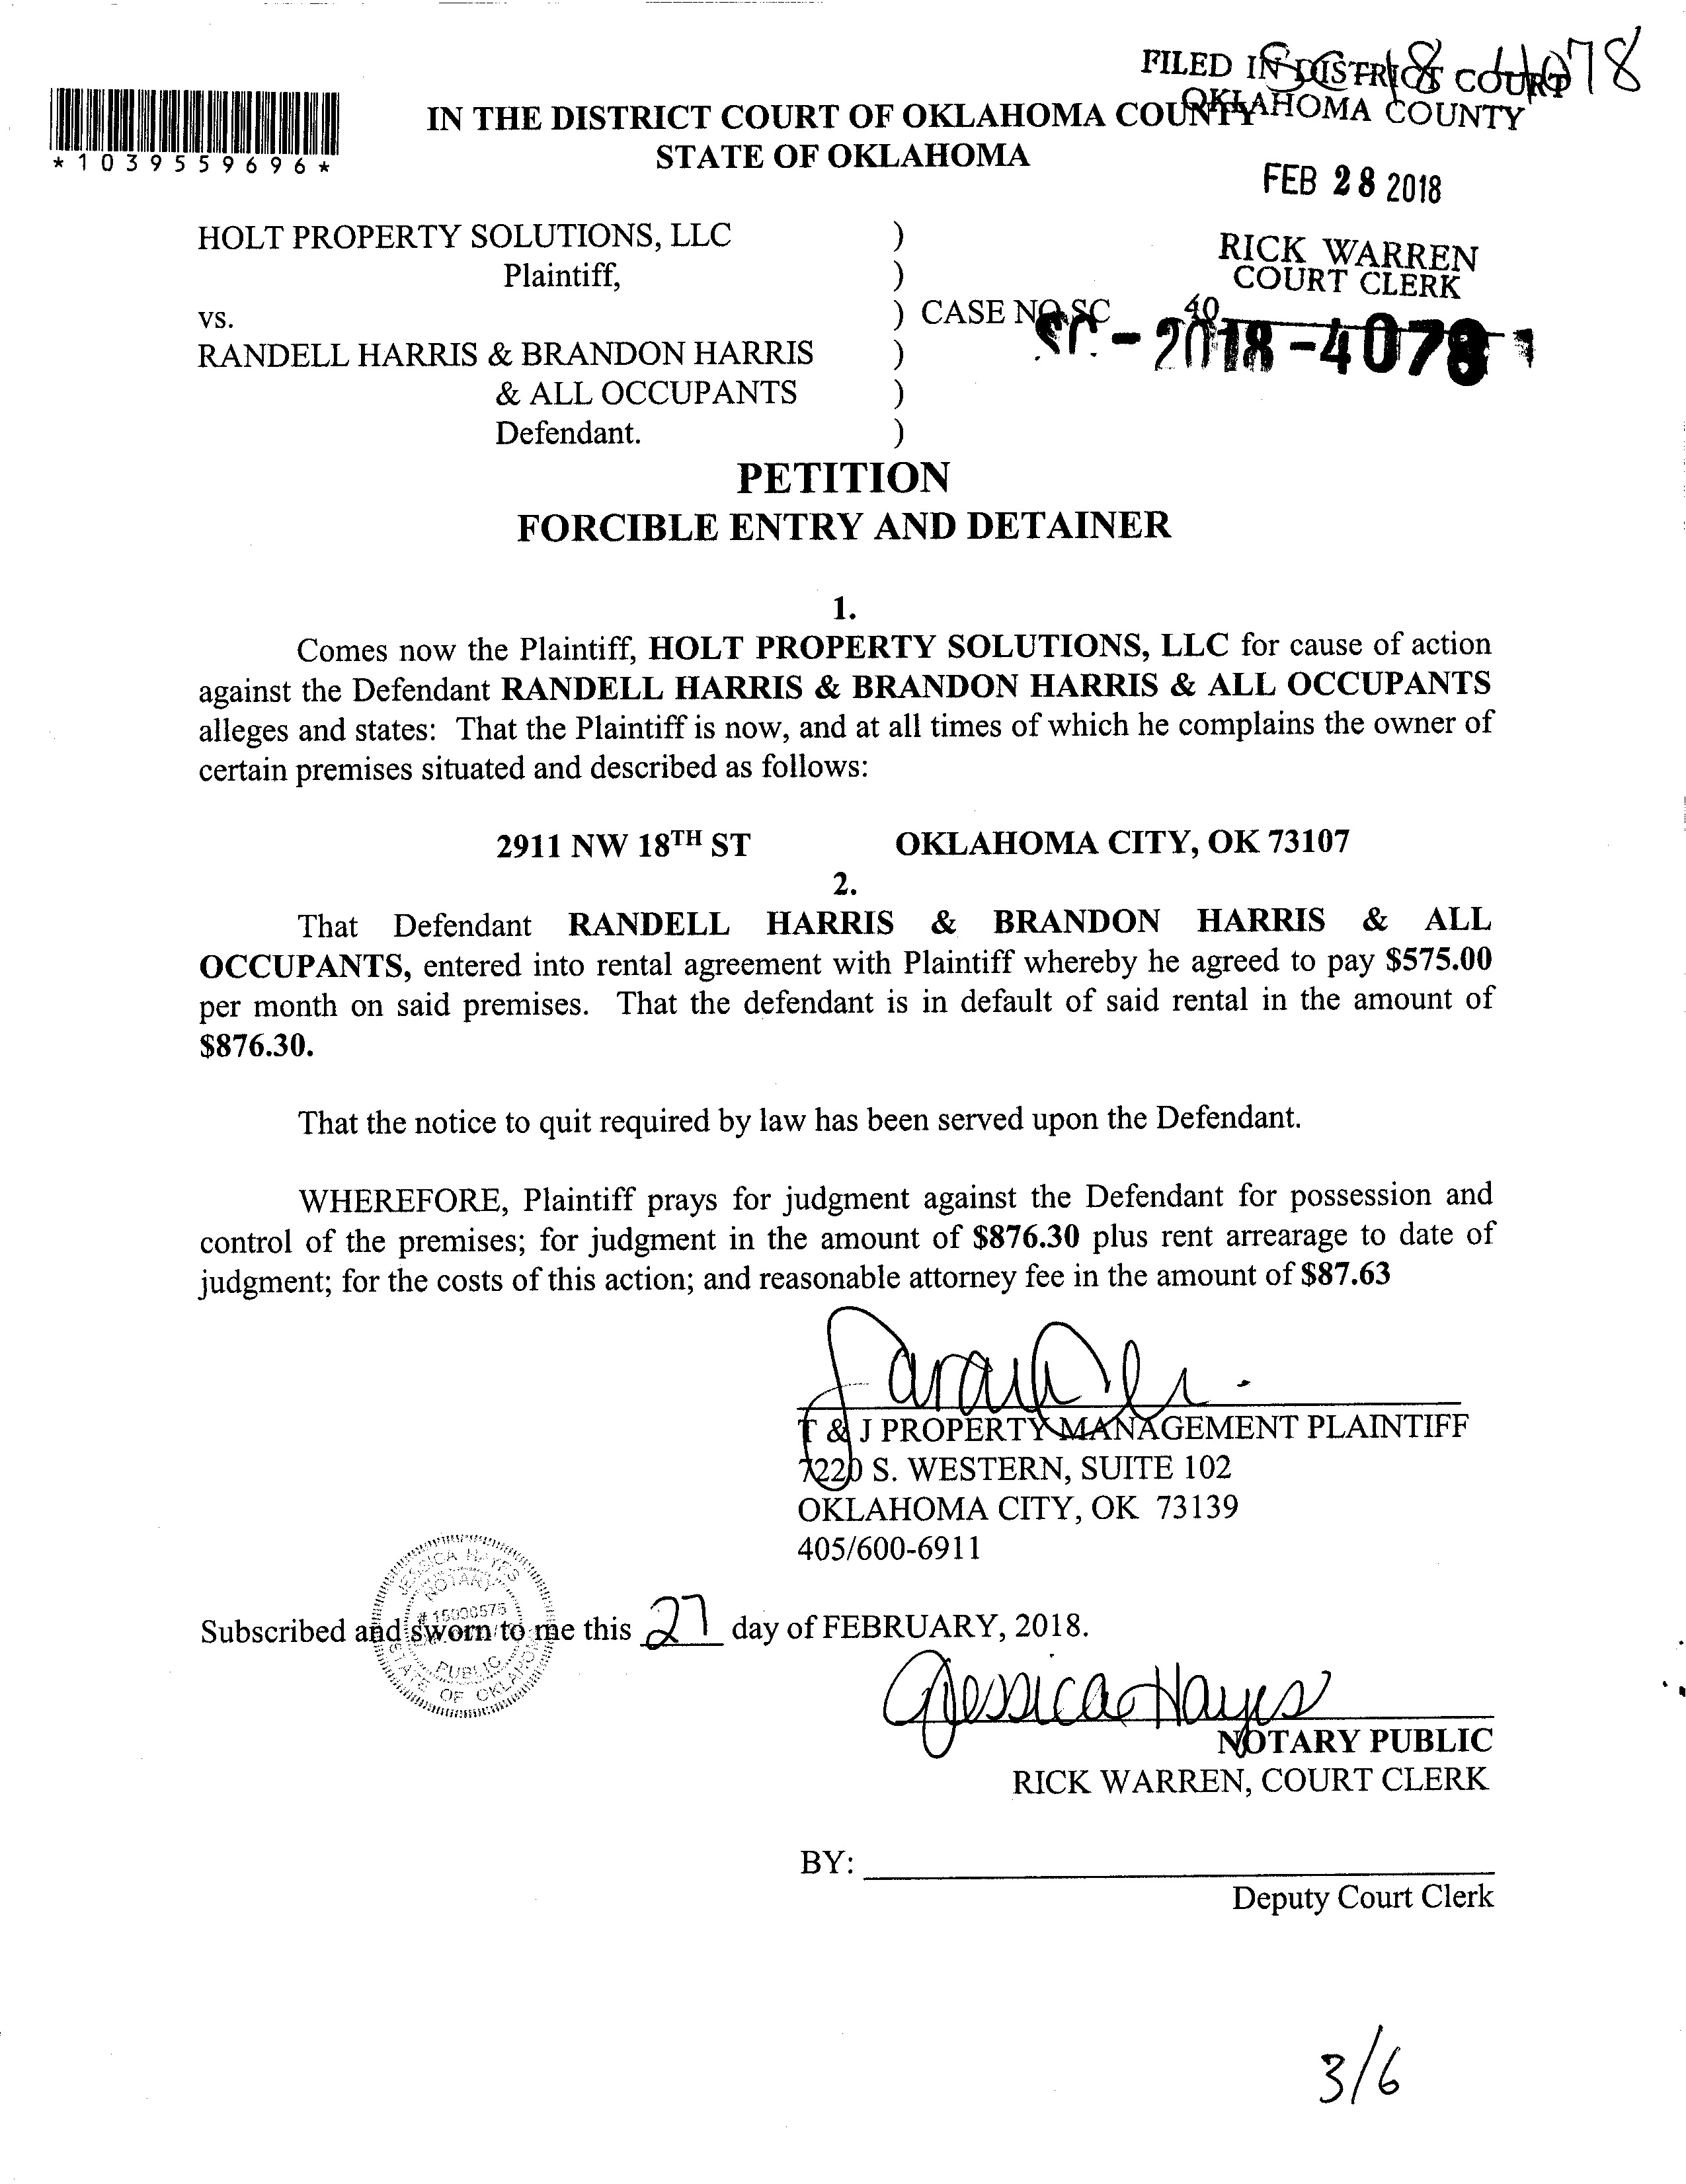 SC 18 4078
FILED IN DISTRICT COURT
OKLAHOMA COUNTY
*1039559696*
IN THE DISTRICT COURT OF OKLAHOMA COUNTY
STATE OF OKLAHOMA
FEB 28 2018
RICK WARREN
COURT CLERK
40
HOLT PROPERTY SOLUTIONS, LLC )
Plaintiff, )
vs. ) CASE NO. SC
SC - 2018 - 4078
RANDELL HARRIS & BRANDON HARRIS )
& ALL OCCUPANTS )
Defendant. )
PETITION
FORCIBLE ENTRY AND DETAINER
1.
Comes now the Plaintiff, HOLT PROPERTY SOLUTIONS, LLC for cause of action
against the Defendant RANDELL HARRIS & BRANDON HARRIS & ALL OCCUPANTS
alleges and states: That the Plaintiff is now, and at all times of which he complains the owner of
certain premises situated and described as follows:
2911 NW 18TH ST OKLAHOMA CITY, OK 73107
2.
That Defendant RANDELL HARRIS & BRANDON HARRIS & ALL
OCCUPANTS, entered into rental agreement with Plaintiff whereby he agreed to pay $575.00
per month on said premises. That the defendant is in default of said rental in the amount of
$876.30.
That the notice to quit required by law has been served upon the Defendant.
WHEREFORE, Plaintiff prays for judgment against the Defendant for possession and
control of the premises; for judgment in the amount of $876.30 plus rent arrearage to date of
judgment; for the costs of this action; and reasonable attorney fee in the amount of $87.63
T & J PROPERTY MANAGEMENT PLAINTIFF
7220 S. WESTERN, SUITE 102
OKLAHOMA CITY, OK 73139
405/600-6911
JESSICA HAYES
NOTARY
# 15000575
PUBLIC
STATE OF OKLAHOMA
Subscribed and sworn to me this 27 day of FEBRUARY, 2018.
Jessica Hayes
NOTARY PUBLIC
RICK WARREN, COURT CLERK
BY:
Deputy Court Clerk
3/6